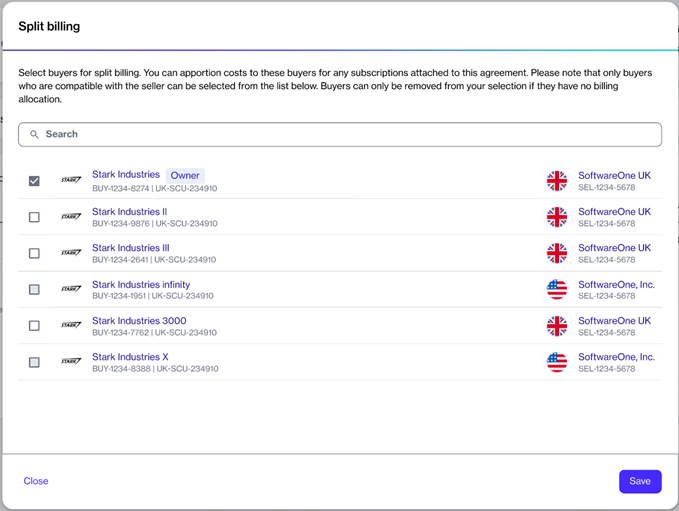 Split billing
Select buyers for split billing. You can apportion costs to these buyers for any subscriptions attached to this agreement. Please note that only buyers
who are compatible with the seller can be selected from the list below. Buyers can only be removed from your selection if they have no billing
allocation.
Search
STARK Stark Industries Owner SoftwareOne UK
BUY-1234-8274 | UK-SCU-234910 SEL-1234-5678
STARK Stark Industries II SoftwareOne UK
BUY-1234-9876 | UK-SCU-234910 SEL-1234-5678
STARK Stark Industries III SoftwareOne UK
BUY-1234-2641 | UK-SCU-234910 SEL-1234-5678
STARK Stark Industries infinity SoftwareOne, Inc.
BUY-1234-1951 | UK-SCU-234910 SEL-1234-5678
STARK Stark Industries 3000 SoftwareOne UK
BUY-1234-7762 | UK-SCU-234910 SEL-1234-5678
STARK Stark Industries X SoftwareOne, Inc.
BUY-1234-8388 | UK-SCU-234910 SEL-1234-5678
Close Save